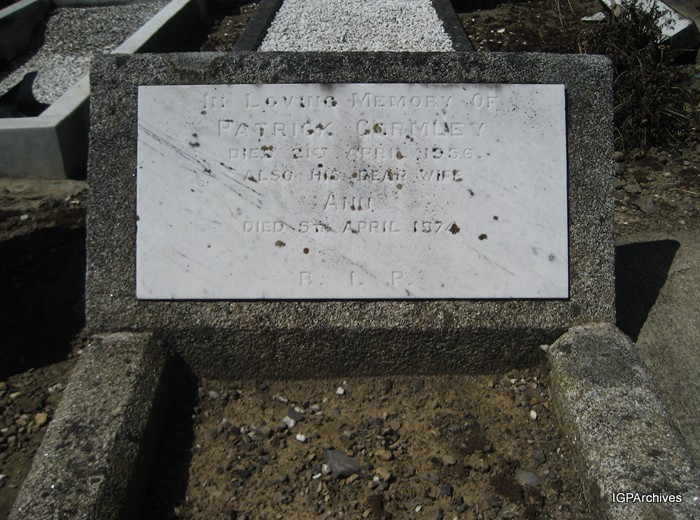 In Loving Memory Of
PATRICK GORMLEY
DIED 21ST APRIL 1956
ALSO HIS DEAR WIFE
ANN
DIED 5TH APRIL 1974
R. I. P.
IGPArchives